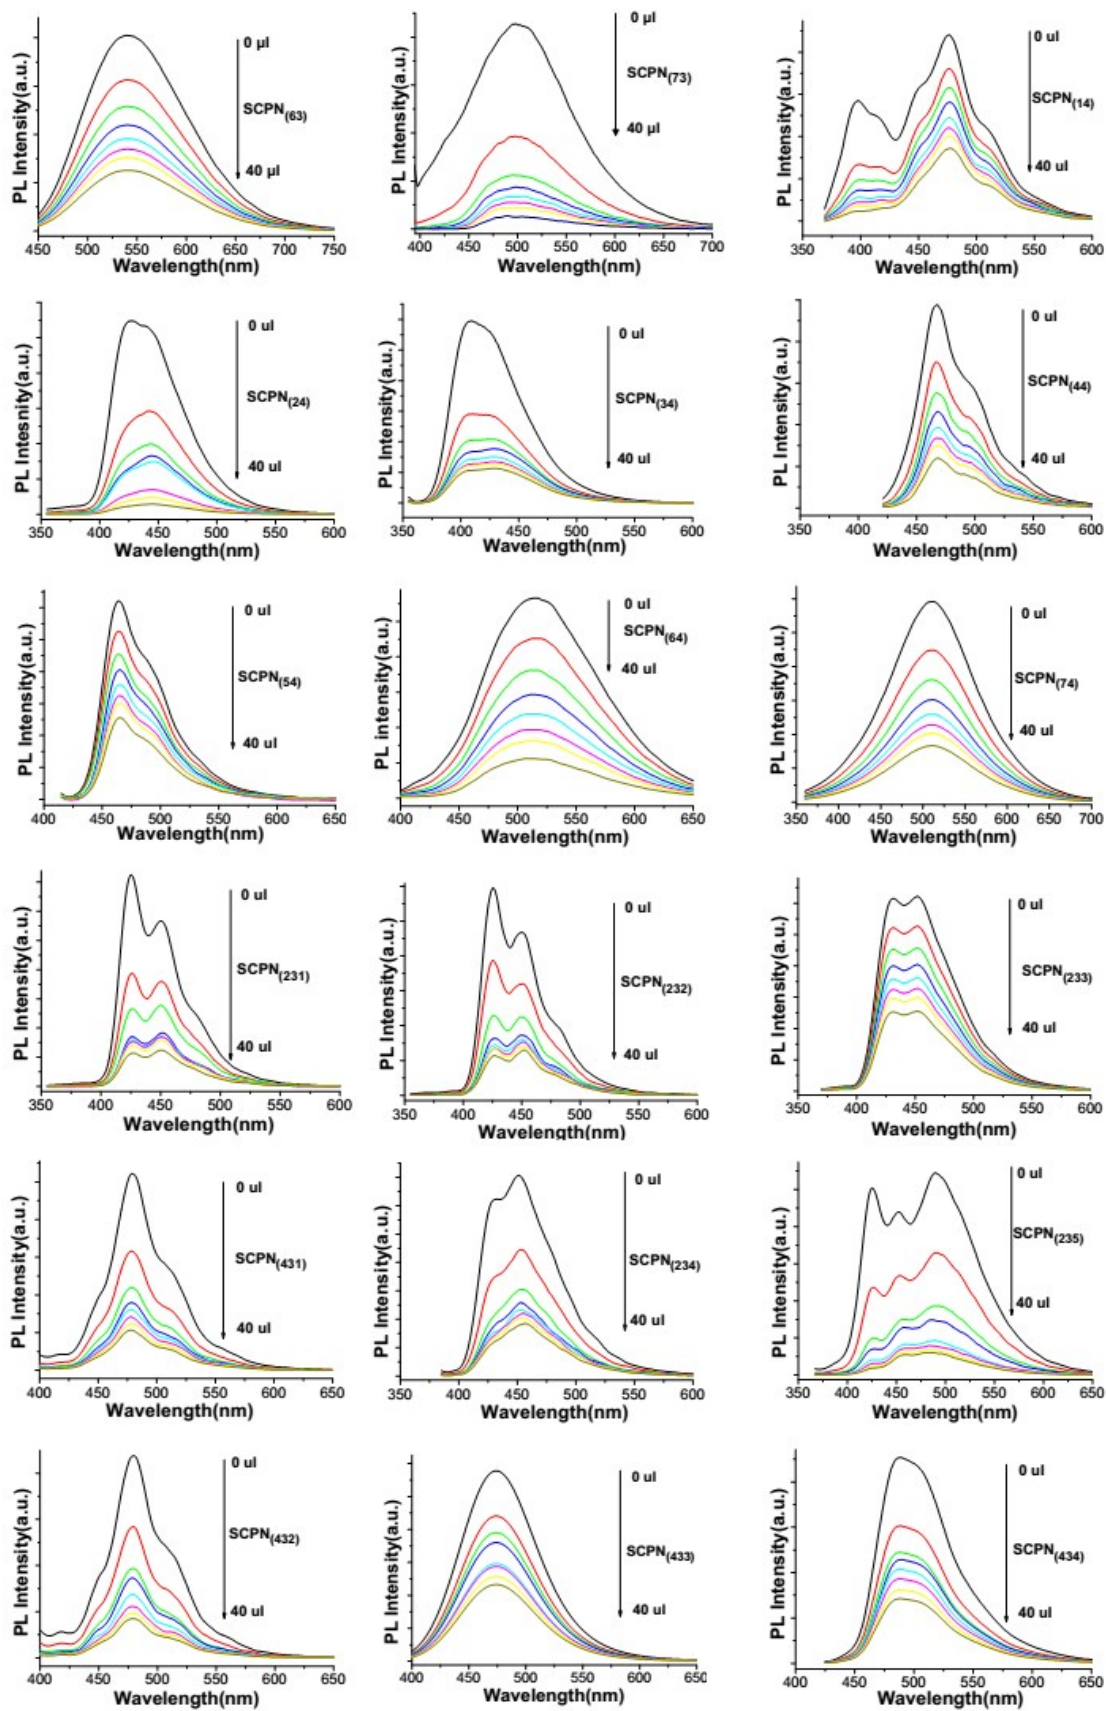 PL Intensity(a.u.)
0 µl
SCPN(63)
40 µl
450 500 550 600 650 700 750
Wavelength(nm)
PL Intensity(a.u.)
0 µl
SCPN(73)
40 µl
400 450 500 550 600 650 700
Wavelength(nm)
PL Intensity(a.u.)
0 ul
SCPN(14)
40 ul
350 400 450 500 550 600
Wavelength(nm)
PL Intesnity(a.u.)
0 ul
SCPN(24)
40 ul
350 400 450 500 550 600
Wavelength(nm)
PL Intensity(a.u.)
0 ul
SCPN(34)
40 ul
350 400 450 500 550 600
Wavelength(nm)
PL Intensity(a.u.)
0 ul
SCPN(44)
40 ul
350 400 450 500 550 600
Wavelength(nm)
PL Intensity(a.u.)
0 ul
SCPN(54)
40 ul
400 450 500 550 600 650
Wavelength(nm)
PL intensity(a.u.)
0 ul
SCPN(64)
40 ul
400 450 500 550 600 650
Wavelength(nm)
PL Intensity(a.u.)
0 ul
SCPN(74)
40 ul
350 400 450 500 550 600 650 700
Wavelength(nm)
PL Intensity(a.u.)
0 ul
SCPN(231)
40 ul
350 400 450 500 550 600
Wavelength(nm)
PL Intensity(a.u.)
0 ul
SCPN(232)
40 ul
350 400 450 500 550 600
Wavelength(nm)
PL Intensity(a.u.)
0 ul
SCPN(233)
40 ul
350 400 450 500 550 600
Wavelength(nm)
PL Intensity(a.u.)
0 ul
SCPN(431)
40 ul
400 450 500 550 600 650
Wavelength(nm)
PL Intensity(a.u.)
0 ul
SCPN(234)
40 ul
350 400 450 500 550 600
Wavelength(nm)
PL Intensity(a.u.)
0 ul
SCPN(235)
40 ul
350 400 450 500 550 600 650
Wavelength(nm)
PL Intensity(a.u.)
0 ul
SCPN(432)
40 ul
400 450 500 550 600 650
Wavelength(nm)
PL Intensity(a.u.)
0 ul
SCPN(433)
40 ul
400 450 500 550 600 650
Wavelength(nm)
PL Intensity(a.u.)
0 ul
SCPN(434)
40 ul
400 450 500 550 600 650
Wavelength(nm)